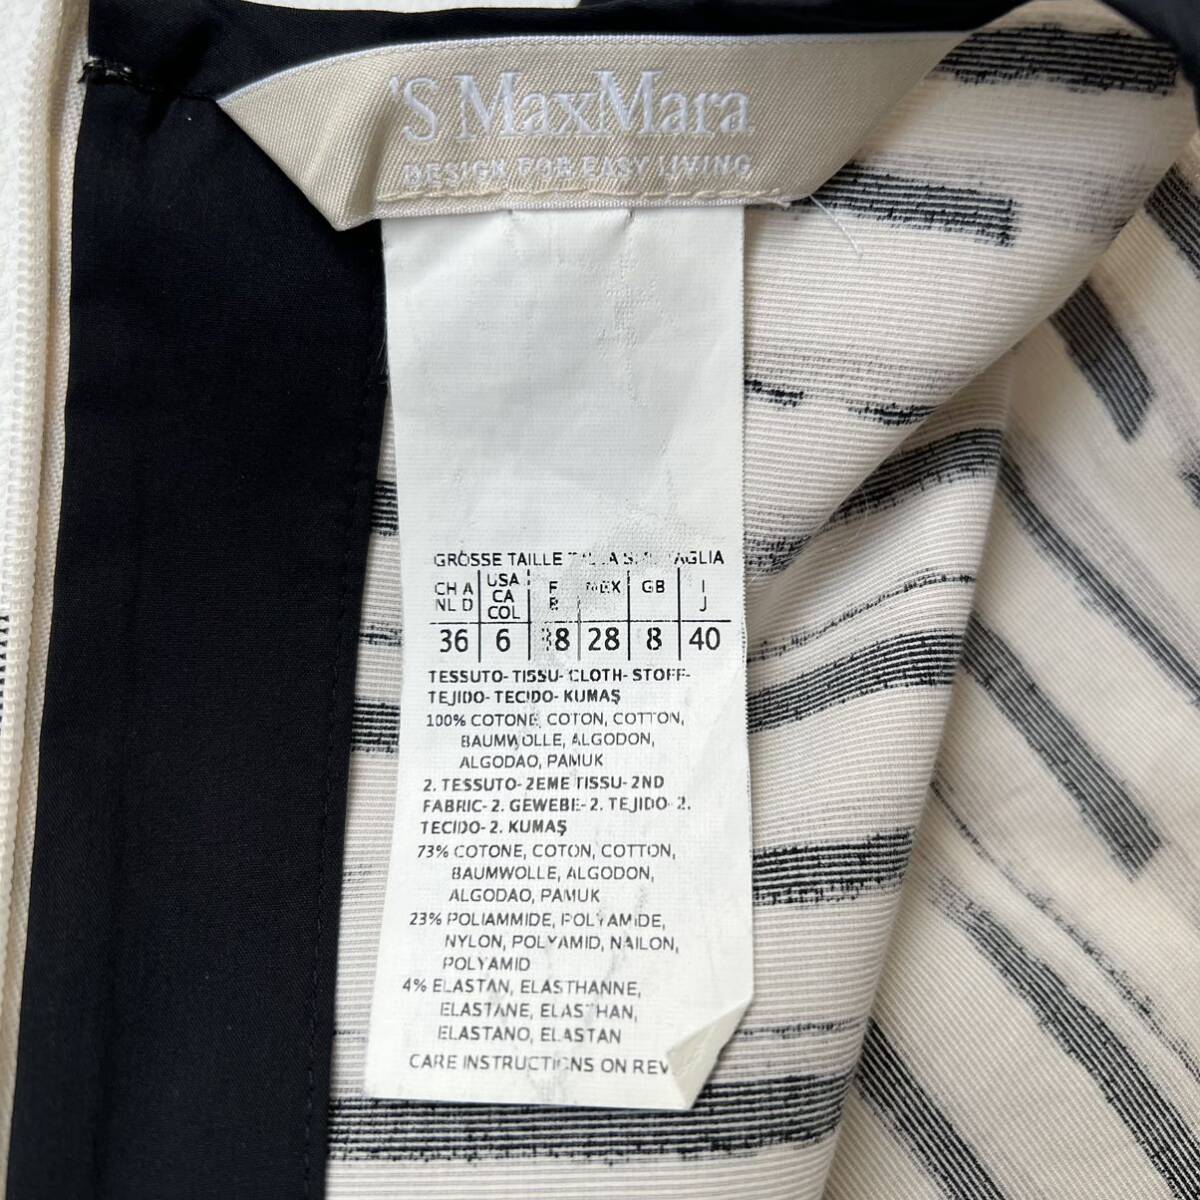 'S MaxMara
DESIGN FOR EASY LIVING
GRÖSSE TAILLE TAGLIA
CH A NL D USA CA COL F B MEX GB I J
36 6 38 28 8 40
TESSUTO-TISSU-CLOTH-STOFF-
TEJIDO-TECIDO-KUMAŞ
100% COTONE, COTON, COTTON,
BAUMWOLLE, ALGODON,
ALGODAO, PAMUK
2. TESSUTO-2EME TISSU-2ND
FABRIC-2. GEWEBE-2. TEJIDO-2.
TECIDO-2. KUMAŞ
73% COTONE, COTON, COTTON,
BAUMWOLLE, ALGODON,
ALGODAO, PAMUK
23% POLIAMMIDE, POLYAMIDE,
NYLON, POLYAMID, NAILON,
POLYAMID
4% ELASTAN, ELASTHANNE,
ELASTANE, ELASTHAN,
ELASTANO, ELASTAN
CARE INSTRUCTIONS ON REV